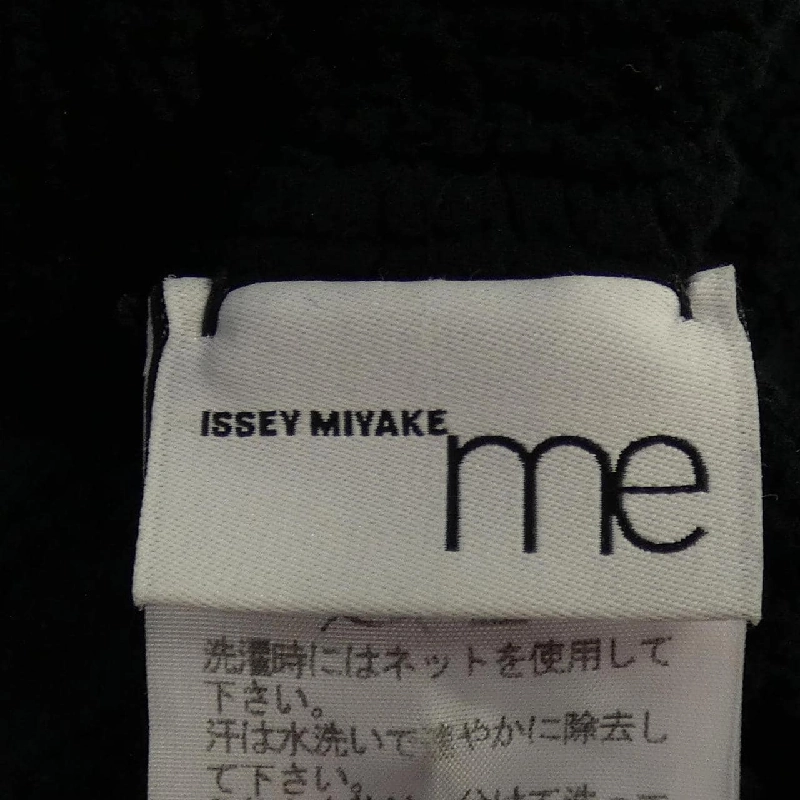 ISSEY MIYAKE
me
洗濯時にはネットを使用して
下さい。
汗は水洗いで速やかに除去し
て下さい。